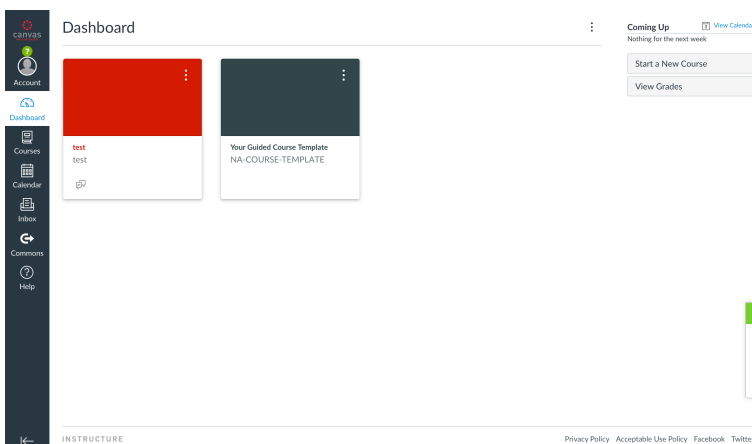 canvas
?
Account
Dashboard
Courses
Calendar
Inbox
Commons
Help
Dashboard
test
test
Your Guided Course Template
NA-COURSE-TEMPLATE
Coming Up
View Calenda
Nothing for the next week
Start a New Course
View Grades
INSTRUCTURE
Privacy Policy Acceptable Use Policy Facebook Twitte